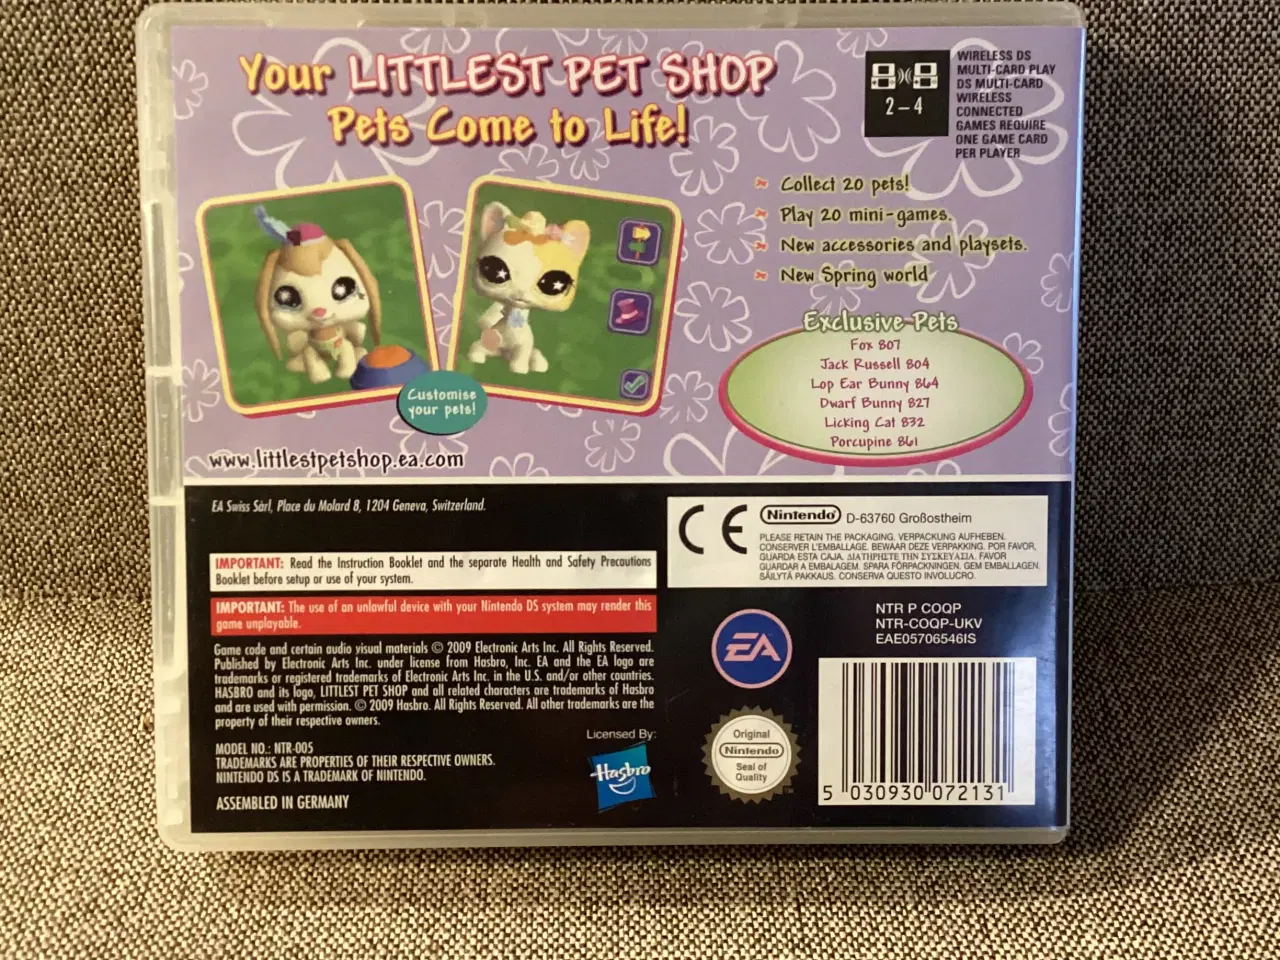 Your LITTLEST PET SHOP
Pets Come to Life!
2-4
WIRELESS DS
MULTI-CARD PLAY
DS MULTI-CARD
WIRELESS
CONNECTED
GAMES REQUIRE
ONE GAME CARD
PER PLAYER
Collect 20 pets!
Play 20 mini-games.
New accessories and playsets.
New Spring world
Customise
your pets!
Exclusive Pets
Fox 807
Jack Russell 804
Lop Ear Bunny 864
Dwarf Bunny 827
Licking Cat 832
Porcupine 861
www.littlestpetshop.ea.com
EA Swiss Sàrl, Place du Molard 8, 1204 Geneva, Switzerland.
IMPORTANT: Read the Instruction Booklet and the separate Health and Safety Precautions
Booklet before setup or use of your system.
IMPORTANT: The use of an unlawful device with your Nintendo DS system may render this
game unplayable.
Game code and certain audio visual materials © 2009 Electronic Arts Inc. All Rights Reserved.
Published by Electronic Arts Inc. under license from Hasbro, Inc. EA and the EA logo are
trademarks or registered trademarks of Electronic Arts Inc. in the U.S. and/or other countries.
HASBRO and its logo, LITTLEST PET SHOP and all related characters are trademarks of Hasbro
and are used with permission. © 2009 Hasbro. All Rights Reserved. All other trademarks are the
property of their respective owners.
MODEL NO.: NTR-005
TRADEMARKS ARE PROPERTIES OF THEIR RESPECTIVE OWNERS.
NINTENDO DS IS A TRADEMARK OF NINTENDO.
ASSEMBLED IN GERMANY
Licensed By:
Hasbro
CE
Nintendo D-63760 Großostheim
PLEASE RETAIN THE PACKAGING. VERPACKUNG AUFHEBEN.
CONSERVER L'EMBALLAGE. BEWAAR DEZE VERPAKKING. POR FAVOR,
GUARDA ESTA CAJA. ΔΙΑΤΗΡΗΣΤΕ ΤΗΝ ΣΥΣΚΕΥΑΣΙΑ. FAVOR
GUARDAR A EMBALAGEM. SPARA FÖRPACKNINGEN. GEM EMBALLAGEN.
SÄILYTÄ PAKKAUS. CONSERVA QUESTO INVOLUCRO.
NTR P COQP
NTR-COQP-UKV
EAE05706546IS
EA
Original
Nintendo
Seal of
Quality
TM
5 030930 072131